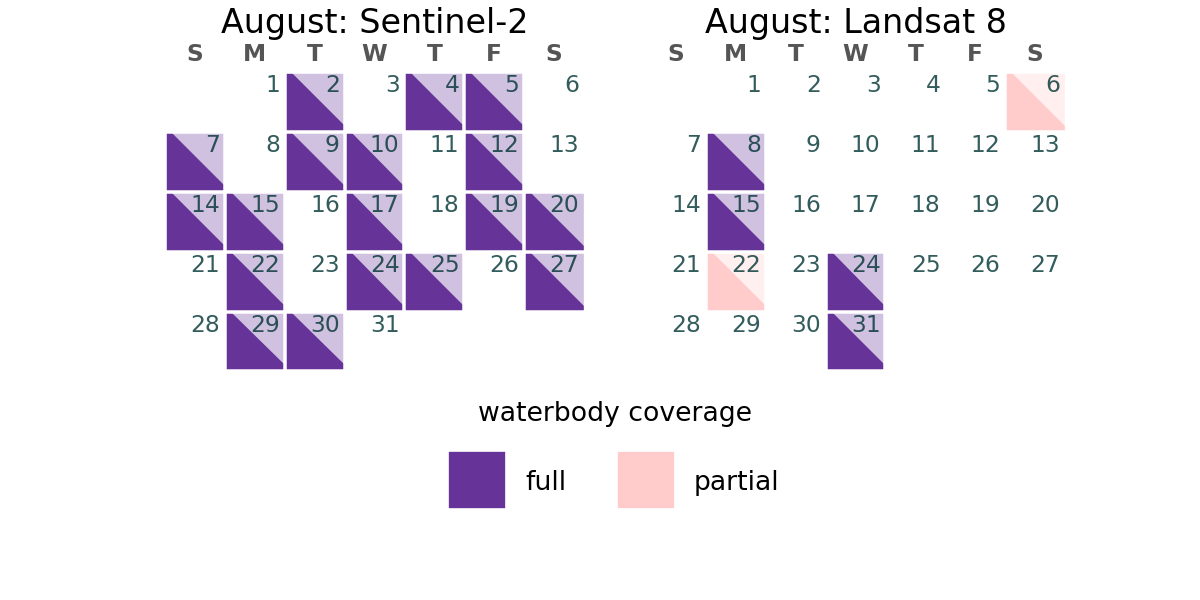 August: Sentinel-2
S M T W T F S
1 2 3 4 5 6
7 8 9 10 11 12 13
14 15 16 17 18 19 20
21 22 23 24 25 26 27
28 29 30 31
August: Landsat 8
S M T W T F S
1 2 3 4 5 6
7 8 9 10 11 12 13
14 15 16 17 18 19 20
21 22 23 24 25 26 27
28 29 30 31
waterbody coverage
full partial